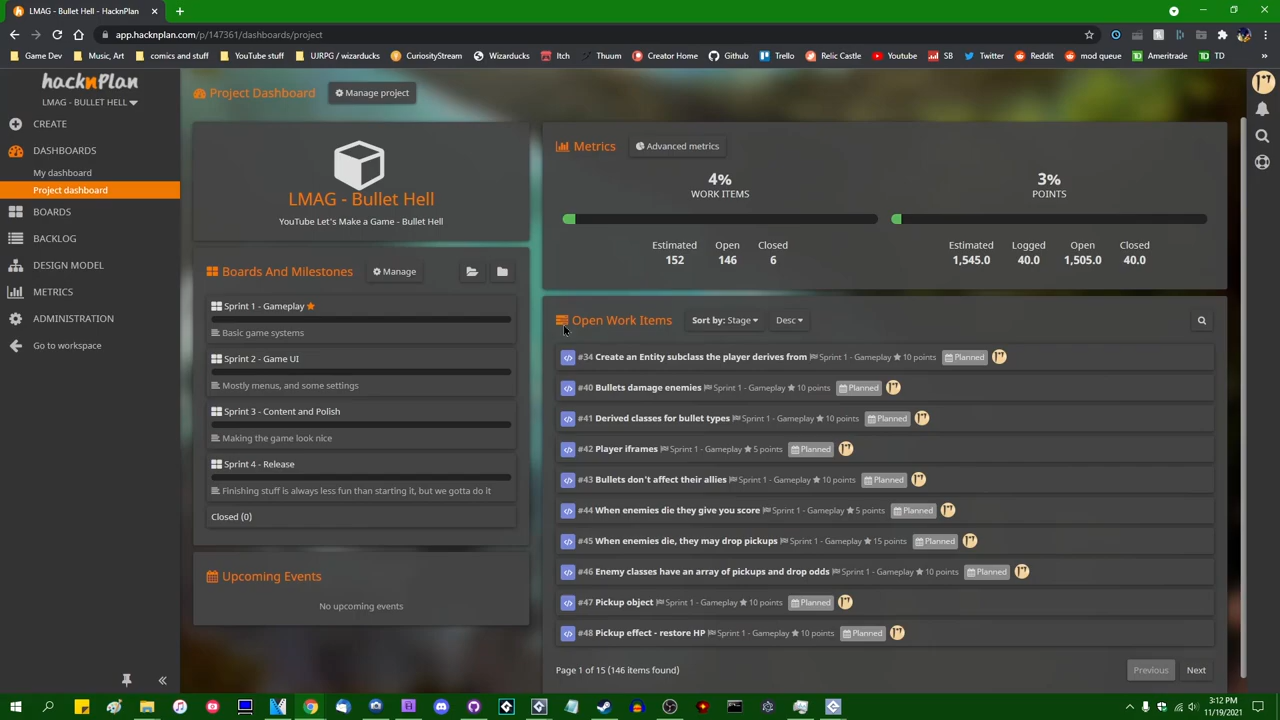 LMAG - Bullet Hell - HacknPlan
app.hacknplan.com/147361/dashboards/project
Game Dev
Music, Art
comics and stuff
YouTube stuff
UJRPG / wizarducks
CuriosityStream
Wizarducks
Itch
Thuum
Creator Home
Github
Trello
Relic Castle
Youtube
SB
Twitter
Reddit
mod queue
Ameritrade
TD
hacknPlan
LMAG - BULLET HELL
CREATE
DASHBOARDS
My dashboard
Project dashboard
BOARDS
BACKLOG
DESIGN MODEL
METRICS
ADMINISTRATION
Go to workspace
Project Dashboard
Manage project
LMAG - Bullet Hell
YouTube Let's Make a Game - Bullet Hell
Boards And Milestones
Manage
Sprint 1 - Gameplay
Basic game systems
Sprint 2 - Game UI
Mostly menus, and some settings
Sprint 3 - Content and Polish
Making the game look nice
Sprint 4 - Release
Finishing stuff is always less fun than starting it, but we gotta do it
Closed (0)
Upcoming Events
No upcoming events
Metrics
Advanced metrics
4%
WORK ITEMS
Estimated Open Closed
152 146 6
3%
POINTS
Estimated Logged Open Closed
1,545.0 40.0 1,505.0 40.0
Open Work Items
Sort by: Stage
Desc
#34 Create an Entity subclass the player derives from Sprint 1 - Gameplay 10 points Planned
#40 Bullets damage enemies Sprint 1 - Gameplay 10 points Planned
#41 Derived classes for bullet types Sprint 1 - Gameplay 10 points Planned
#42 Player iframes Sprint 1 - Gameplay 5 points Planned
#43 Bullets don't affect their allies Sprint 1 - Gameplay 10 points Planned
#44 When enemies die they give you score Sprint 1 - Gameplay 5 points Planned
#45 When enemies die, they may drop pickups Sprint 1 - Gameplay 15 points Planned
#46 Enemy classes have an array of pickups and drop odds Sprint 1 - Gameplay 10 points Planned
#47 Pickup object Sprint 1 - Gameplay 10 points Planned
#48 Pickup effect - restore HP Sprint 1 - Gameplay 10 points Planned
Page 1 of 15 (146 items found)
Previous
Next
3:12 PM
11/19/2021